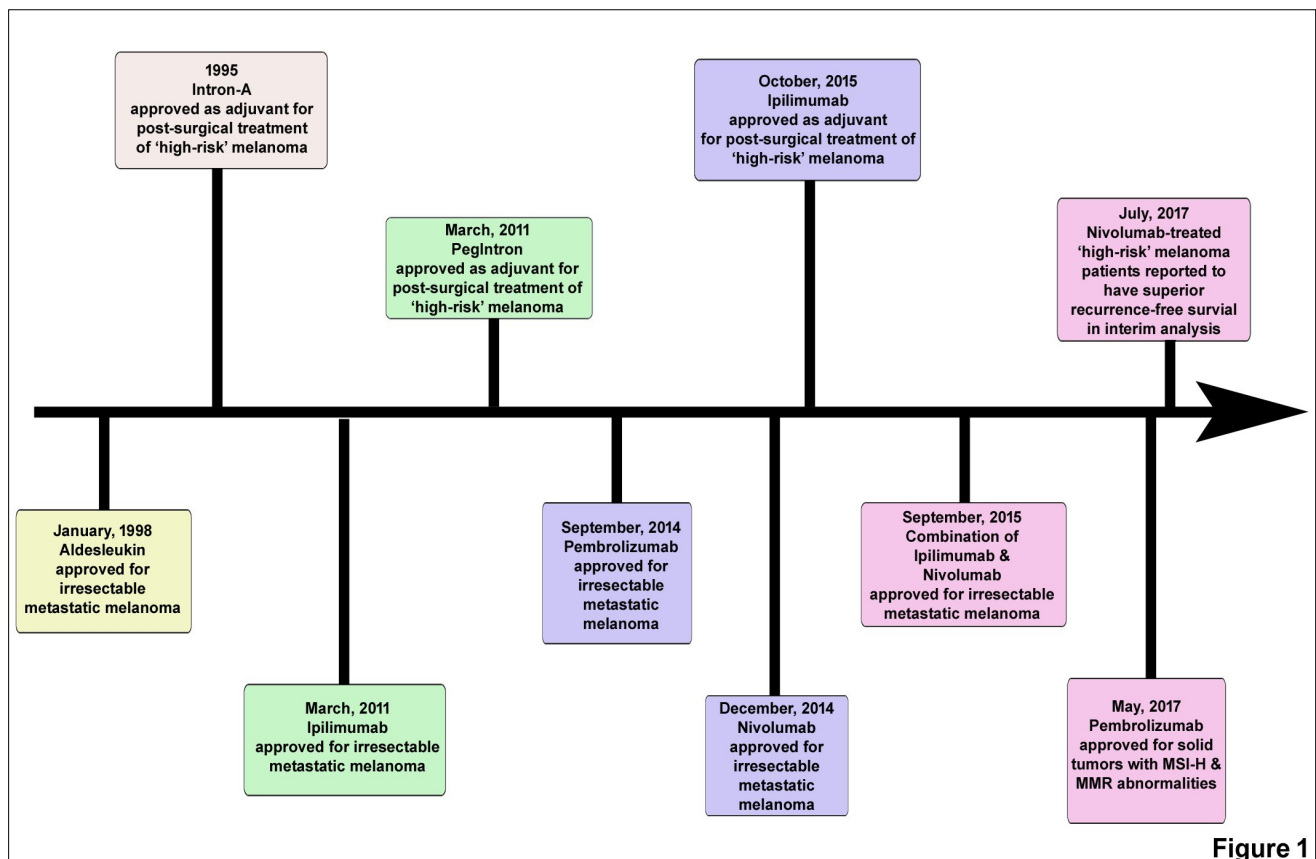 1995
Intron-A
approved as adjuvant for
post-surgical treatment
of ‘high-risk’ melanoma
October, 2015
Ipilimumab
approved as adjuvant
for post-surgical treatment of
‘high-risk’ melanoma
March, 2011
PegIntron
approved as adjuvant for
post-surgical treatment of
‘high-risk’ melanoma
July, 2017
Nivolumab-treated
‘high-risk’ melanoma
patients reported to
have superior
recurrence-free survial
in interim analysis
January, 1998
Aldesleukin
approved for
irresectable
metastatic melanoma
September, 2014
Pembrolizumab
approved for
irresectable
metastatic
melanoma
September, 2015
Combination of
Ipilimumab &
Nivolumab
approved for irresectable
metastatic melanoma
March, 2011
Ipilimumab
approved for irresectable
metastatic melanoma
December, 2014
Nivolumab
approved for
irresectable
metastatic
melanoma
May, 2017
Pembrolizumab
approved for solid
tumors with MSI-H &
MMR abnormalities
Figure 1